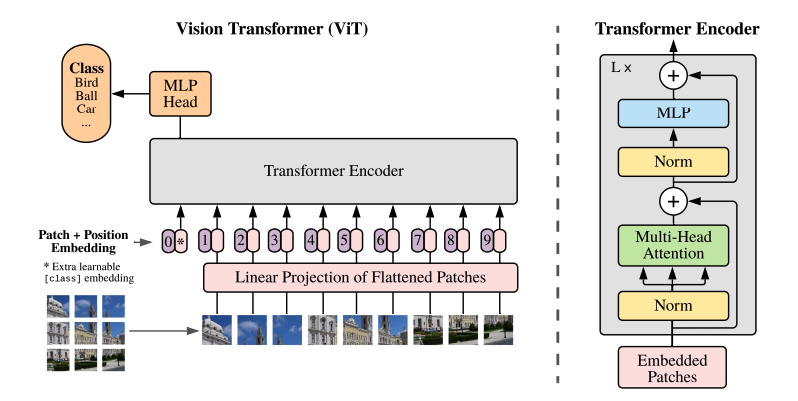 Vision Transformer (ViT)
Class
Bird
Ball
Car
...
MLP
Head
Transformer Encoder
Patch + Position
Embedding
0 * 1 2 3 4 5 6 7 8 9
* Extra learnable
[class] embedding
Linear Projection of Flattened Patches
Transformer Encoder
L x
+
MLP
Norm
+
Multi-Head
Attention
Norm
Embedded
Patches